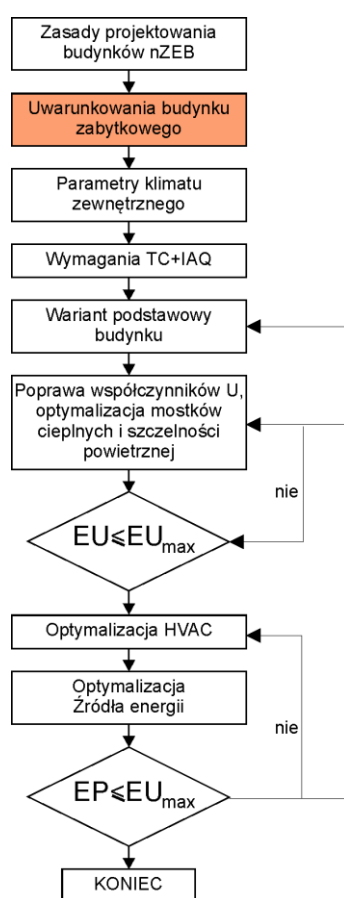 Zasady projektowania
budynków nZEB
Uwarunkowania budynku
zabytkowego
Parametry klimatu
zewnętrznego
Wymagania TC+IAQ
Wariant podstawowy
budynku
Poprawa współczynników U,
optymalizacja mostków
cieplnych i szczelności
powietrznej
nie
EU⩽EUmax
Optymalizacja HVAC
Optymalizacja
Źródła energii
nie
EP⩽EUmax
KONIEC